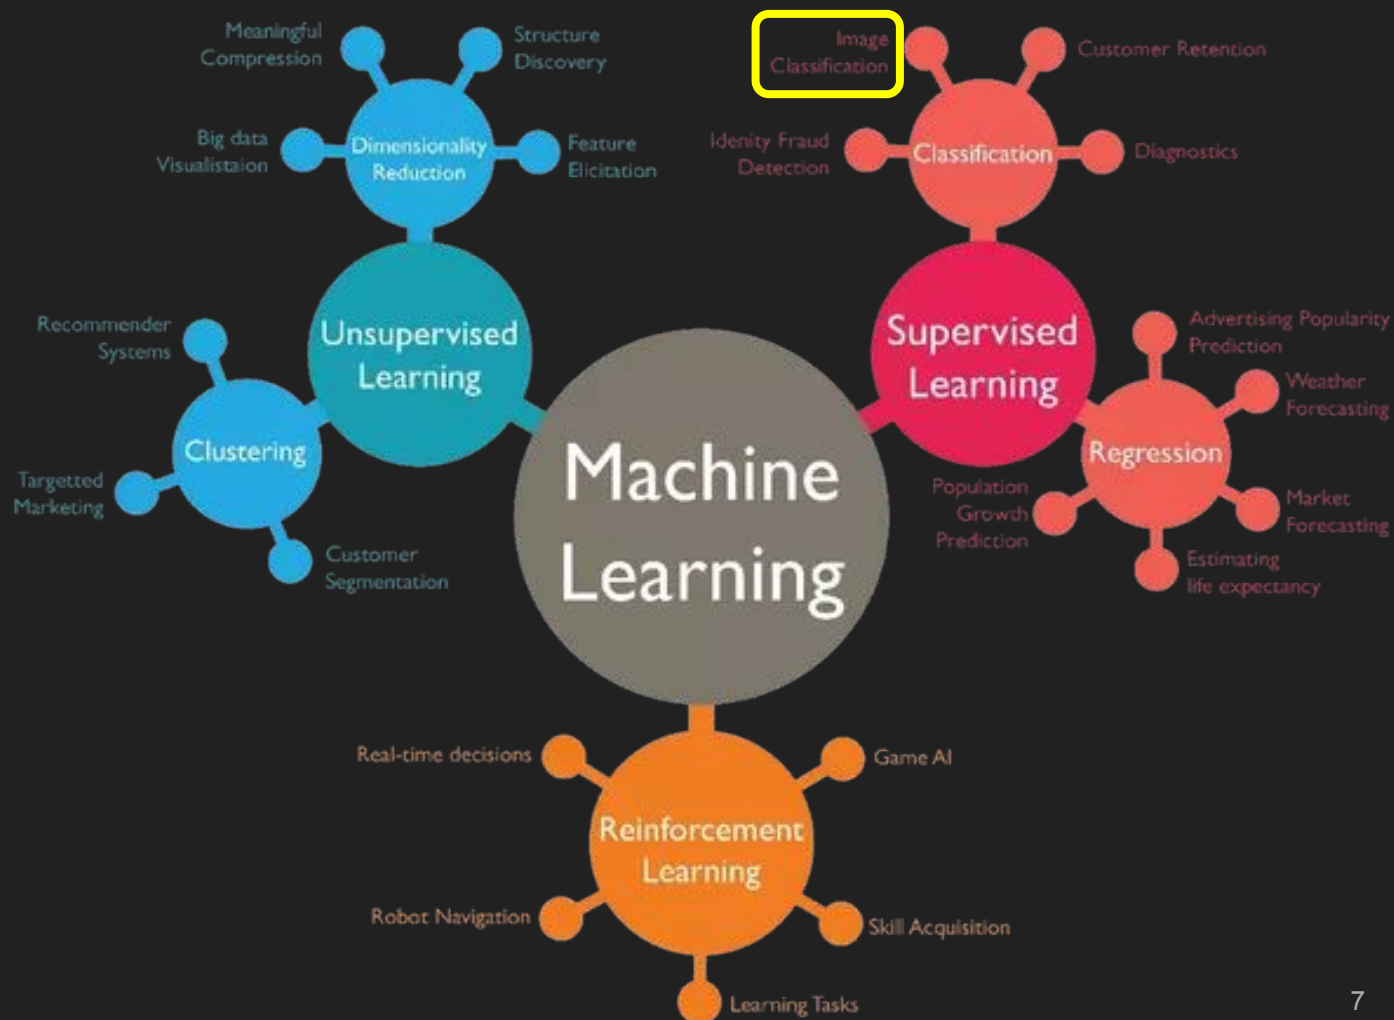 Meaningful
Compression
Structure
Discovery
Big data
Visualistaion
Dimensionality
Reduction
Feature
Elicitation
Image
Classification
Customer Retention
Idenity Fraud
Detection
Classification
Diagnostics
Unsupervised
Learning
Supervised
Learning
Recommender
Systems
Clustering
Targetted
Marketing
Customer
Segmentation
Advertising Popularity
Prediction
Weather
Forecasting
Regression
Population
Growth
Prediction
Market
Forecasting
Estimating
life expectancy
Machine
Learning
Real-time decisions
Game AI
Reinforcement
Learning
Robot Navigation
Skill Acquisition
Learning Tasks
7